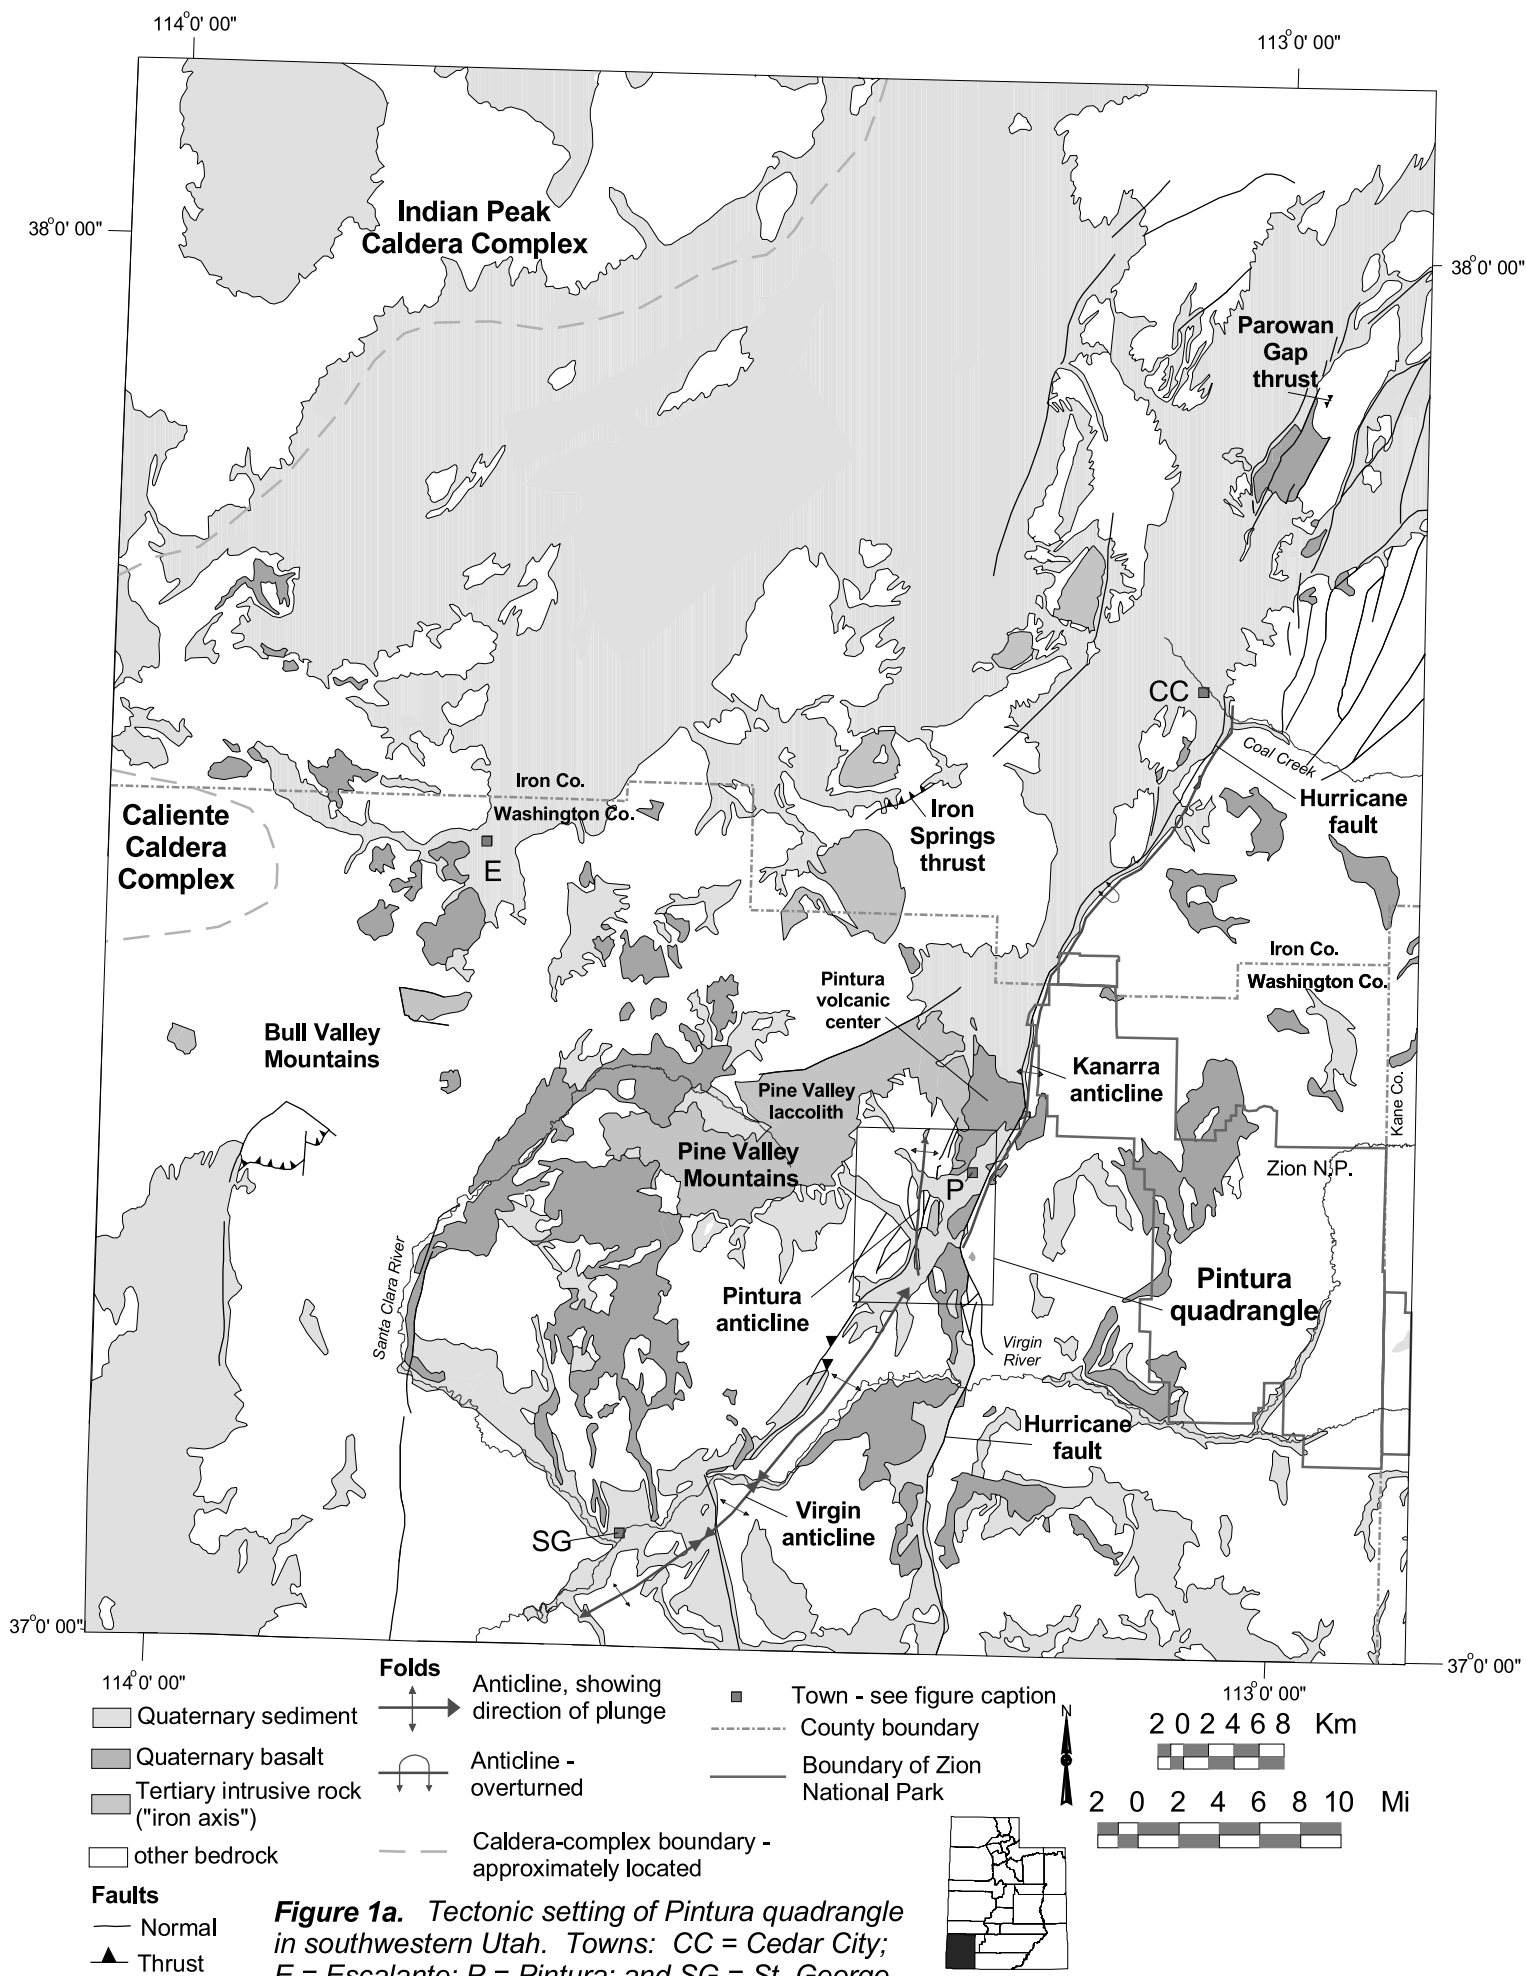 114°0' 00"
113°0' 00"
38°0' 00"
38°0' 00"
Indian Peak
Caldera Complex
Parowan
Gap
thrust
CC
Coal Creek
Hurricane
fault
Iron Co.
Washington Co.
Iron
Springs
thrust
Caliente
Caldera
Complex
E
Iron Co.
Washington Co.
Pintura
volcanic
center
Bull Valley
Mountains
Kanarra
anticline
Kane Co.
Pine Valley
laccolith
Pine Valley
Mountains
Zion N.P.
P
Santa Clara River
Pintura
anticline
Pintura
quadrangle
Virgin
River
Hurricane
fault
Virgin
anticline
SG
37°0' 00"
37°0' 00"
114°0' 00"
113°0' 00"
Quaternary sediment
Quaternary basalt
Tertiary intrusive rock
("iron axis")
other bedrock
Faults
Normal
Thrust
Folds
Anticline, showing
direction of plunge
Anticline -
overturned
Caldera-complex boundary -
approximately located
Town - see figure caption
County boundary
Boundary of Zion
National Park
N
2 0 2 4 6 8 Km
2 0 2 4 6 8 10 Mi
Figure 1a. Tectonic setting of Pintura quadrangle
in southwestern Utah. Towns: CC = Cedar City;
E = Escalante; P = Pintura; and SG = St. George